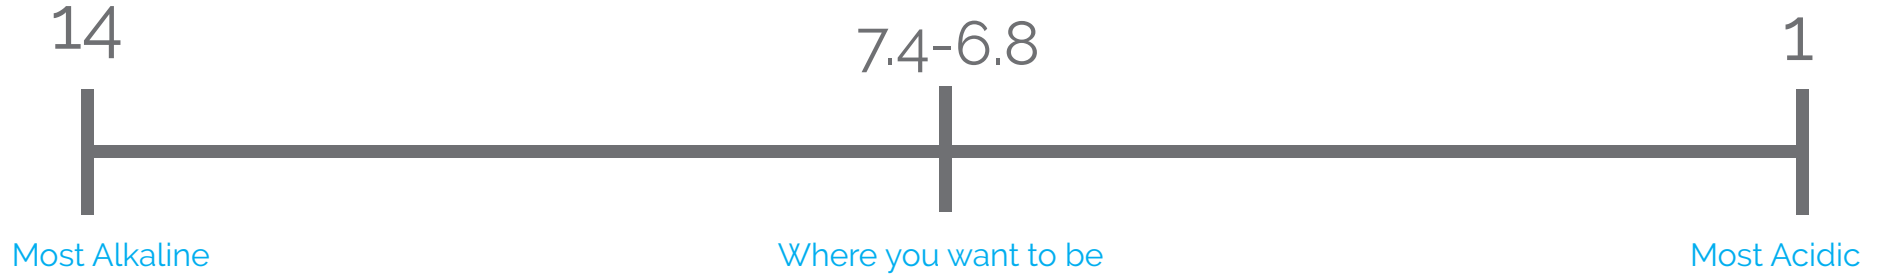 14
7.4-6.8
1
Most Alkaline
Where you want to be
Most Acidic